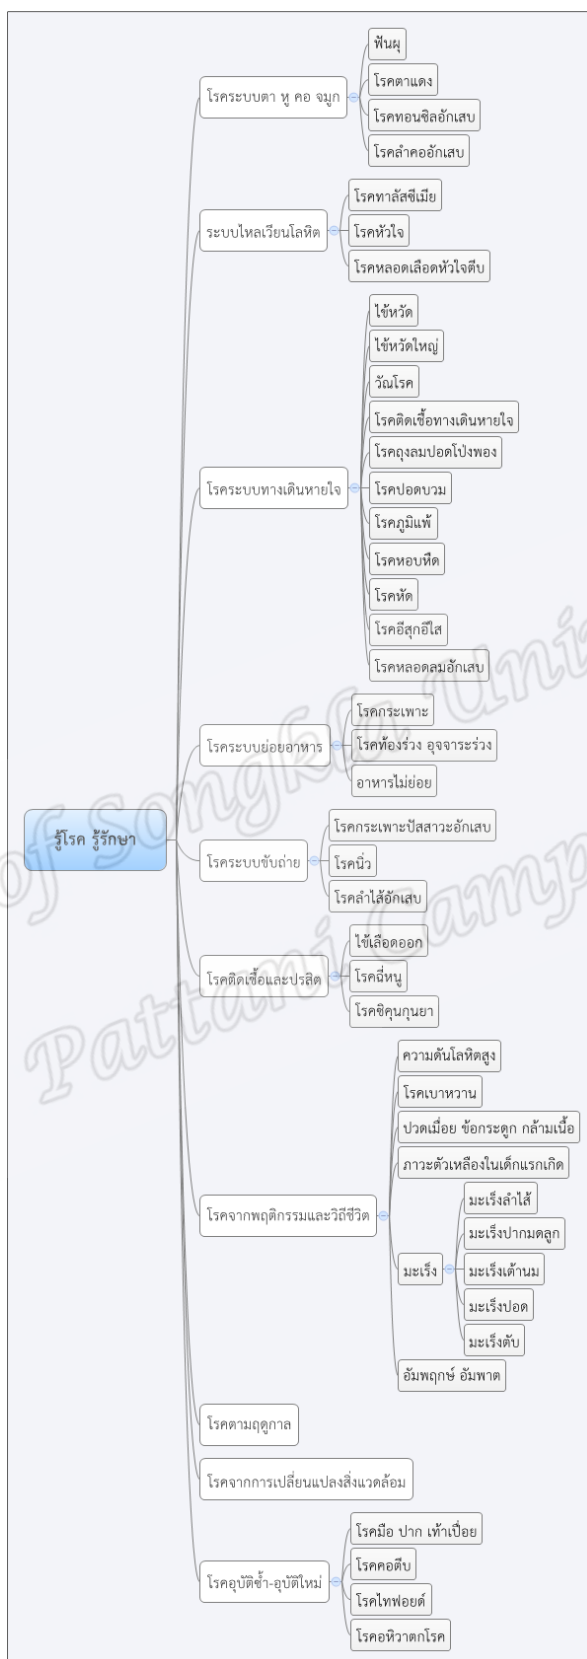 รู้โรค รู้รักษา
โรคระบบตา หู คอ จมูก
ฟันผุ
โรคตาแดง
โรคทอนซิลอักเสบ
โรคลำคออักเสบ
ระบบไหลเวียนโลหิต
โรคทาลัสซีเมีย
โรคหัวใจ
โรคหลอดเลือดหัวใจตีบ
โรคระบบทางเดินหายใจ
ไข้หวัด
ไข้หวัดใหญ่
วัณโรค
โรคติดเชื้อทางเดินหายใจ
โรคถุงลมปอดโป่งพอง
โรคปอดบวม
โรคภูมิแพ้
โรคหอบหืด
โรคหัด
โรคอีสุกอีใส
โรคหลอดลมอักเสบ
โรคระบบย่อยอาหาร
โรคกระเพาะ
โรคท้องร่วง อุจจาระร่วง
อาหารไม่ย่อย
โรคระบบขับถ่าย
โรคกระเพาะปัสสาวะอักเสบ
โรคนิ่ว
โรคลำไส้อักเสบ
โรคติดเชื้อและปรสิต
ไข้เลือดออก
โรคฉี่หนู
โรคชิคุนกุนยา
โรคจากพฤติกรรมและวิถีชีวิต
ความดันโลหิตสูง
โรคเบาหวาน
ปวดเมื่อย ข้อกระดูก กล้ามเนื้อ
ภาวะตัวเหลืองในเด็กแรกเกิด
มะเร็ง
มะเร็งลำไส้
มะเร็งปากมดลูก
มะเร็งเต้านม
มะเร็งปอด
มะเร็งตับ
อัมพฤกษ์ อัมพาต
โรคตามฤดูกาล
โรคจากการเปลี่ยนแปลงสิ่งแวดล้อม
โรคอุบัติซ้ำ-อุบัติใหม่
โรคมือ ปาก เท้าเปื่อย
โรคคอตีบ
โรคไทฟอยด์
โรคอหิวาตกโรค
of Songkla Uni
Pattani Camp